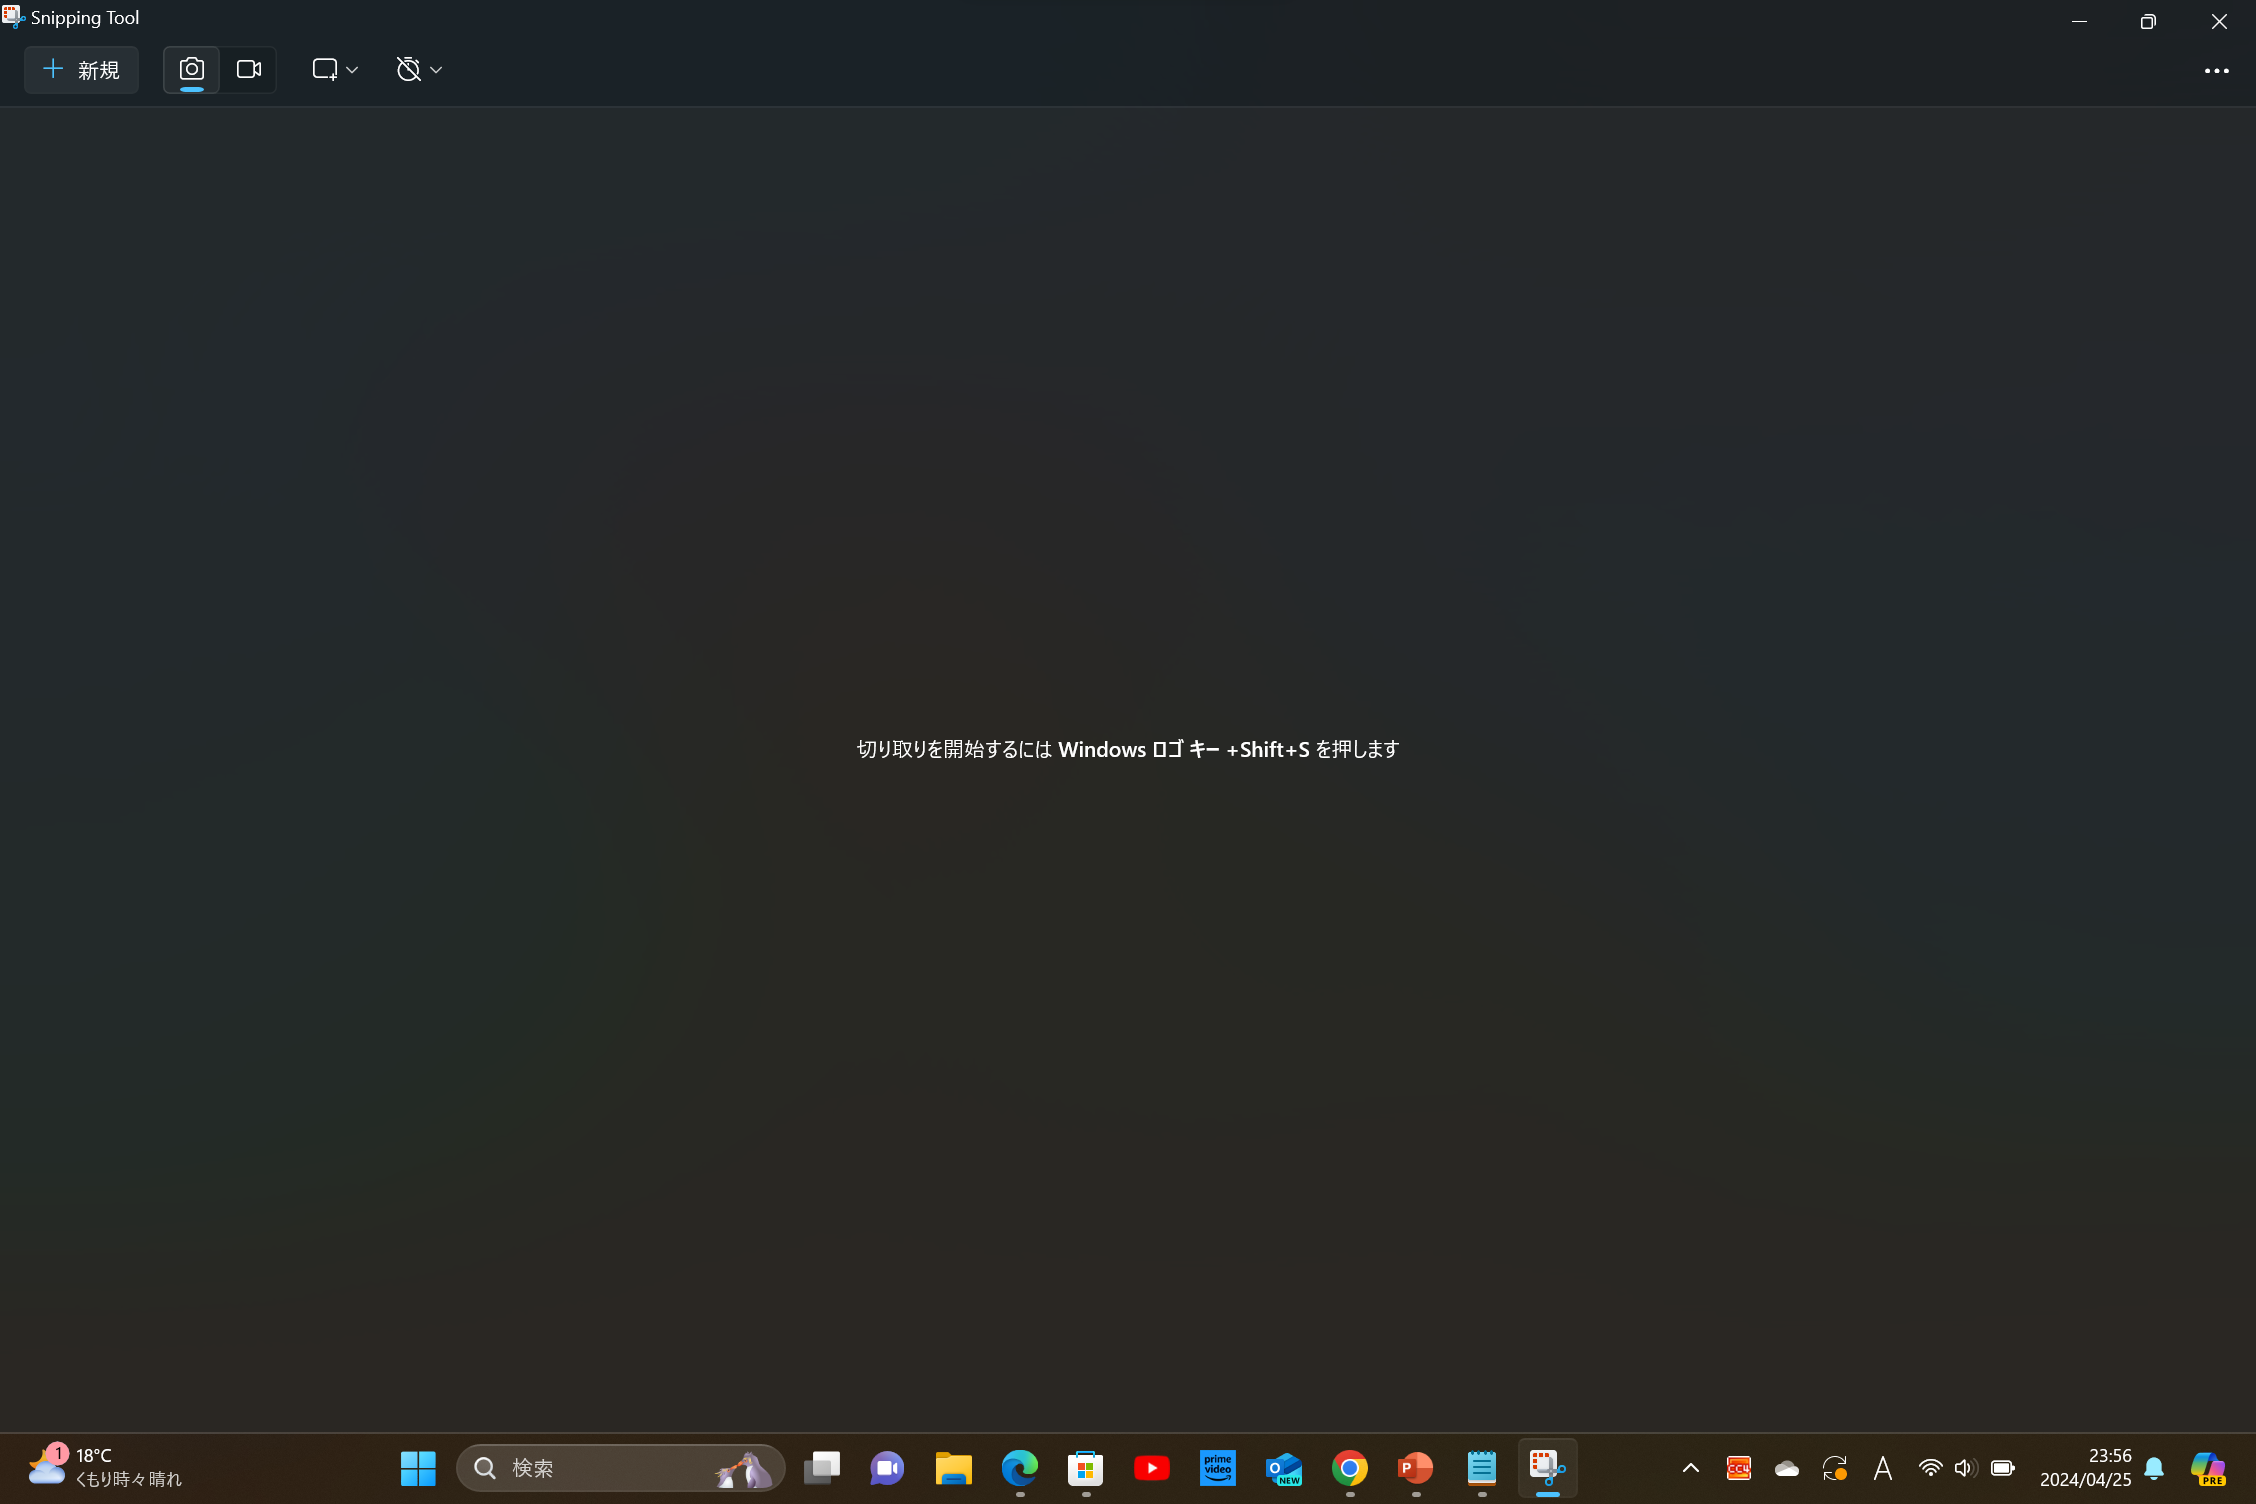 Snipping Tool
新規
切り取りを開始するには Windows ロゴ キー +Shift+S を押します
1
18°C
くもり時々晴れ
検索
prime video
O
NEW
P
CC4
A
23:56
2024/04/25
PRE